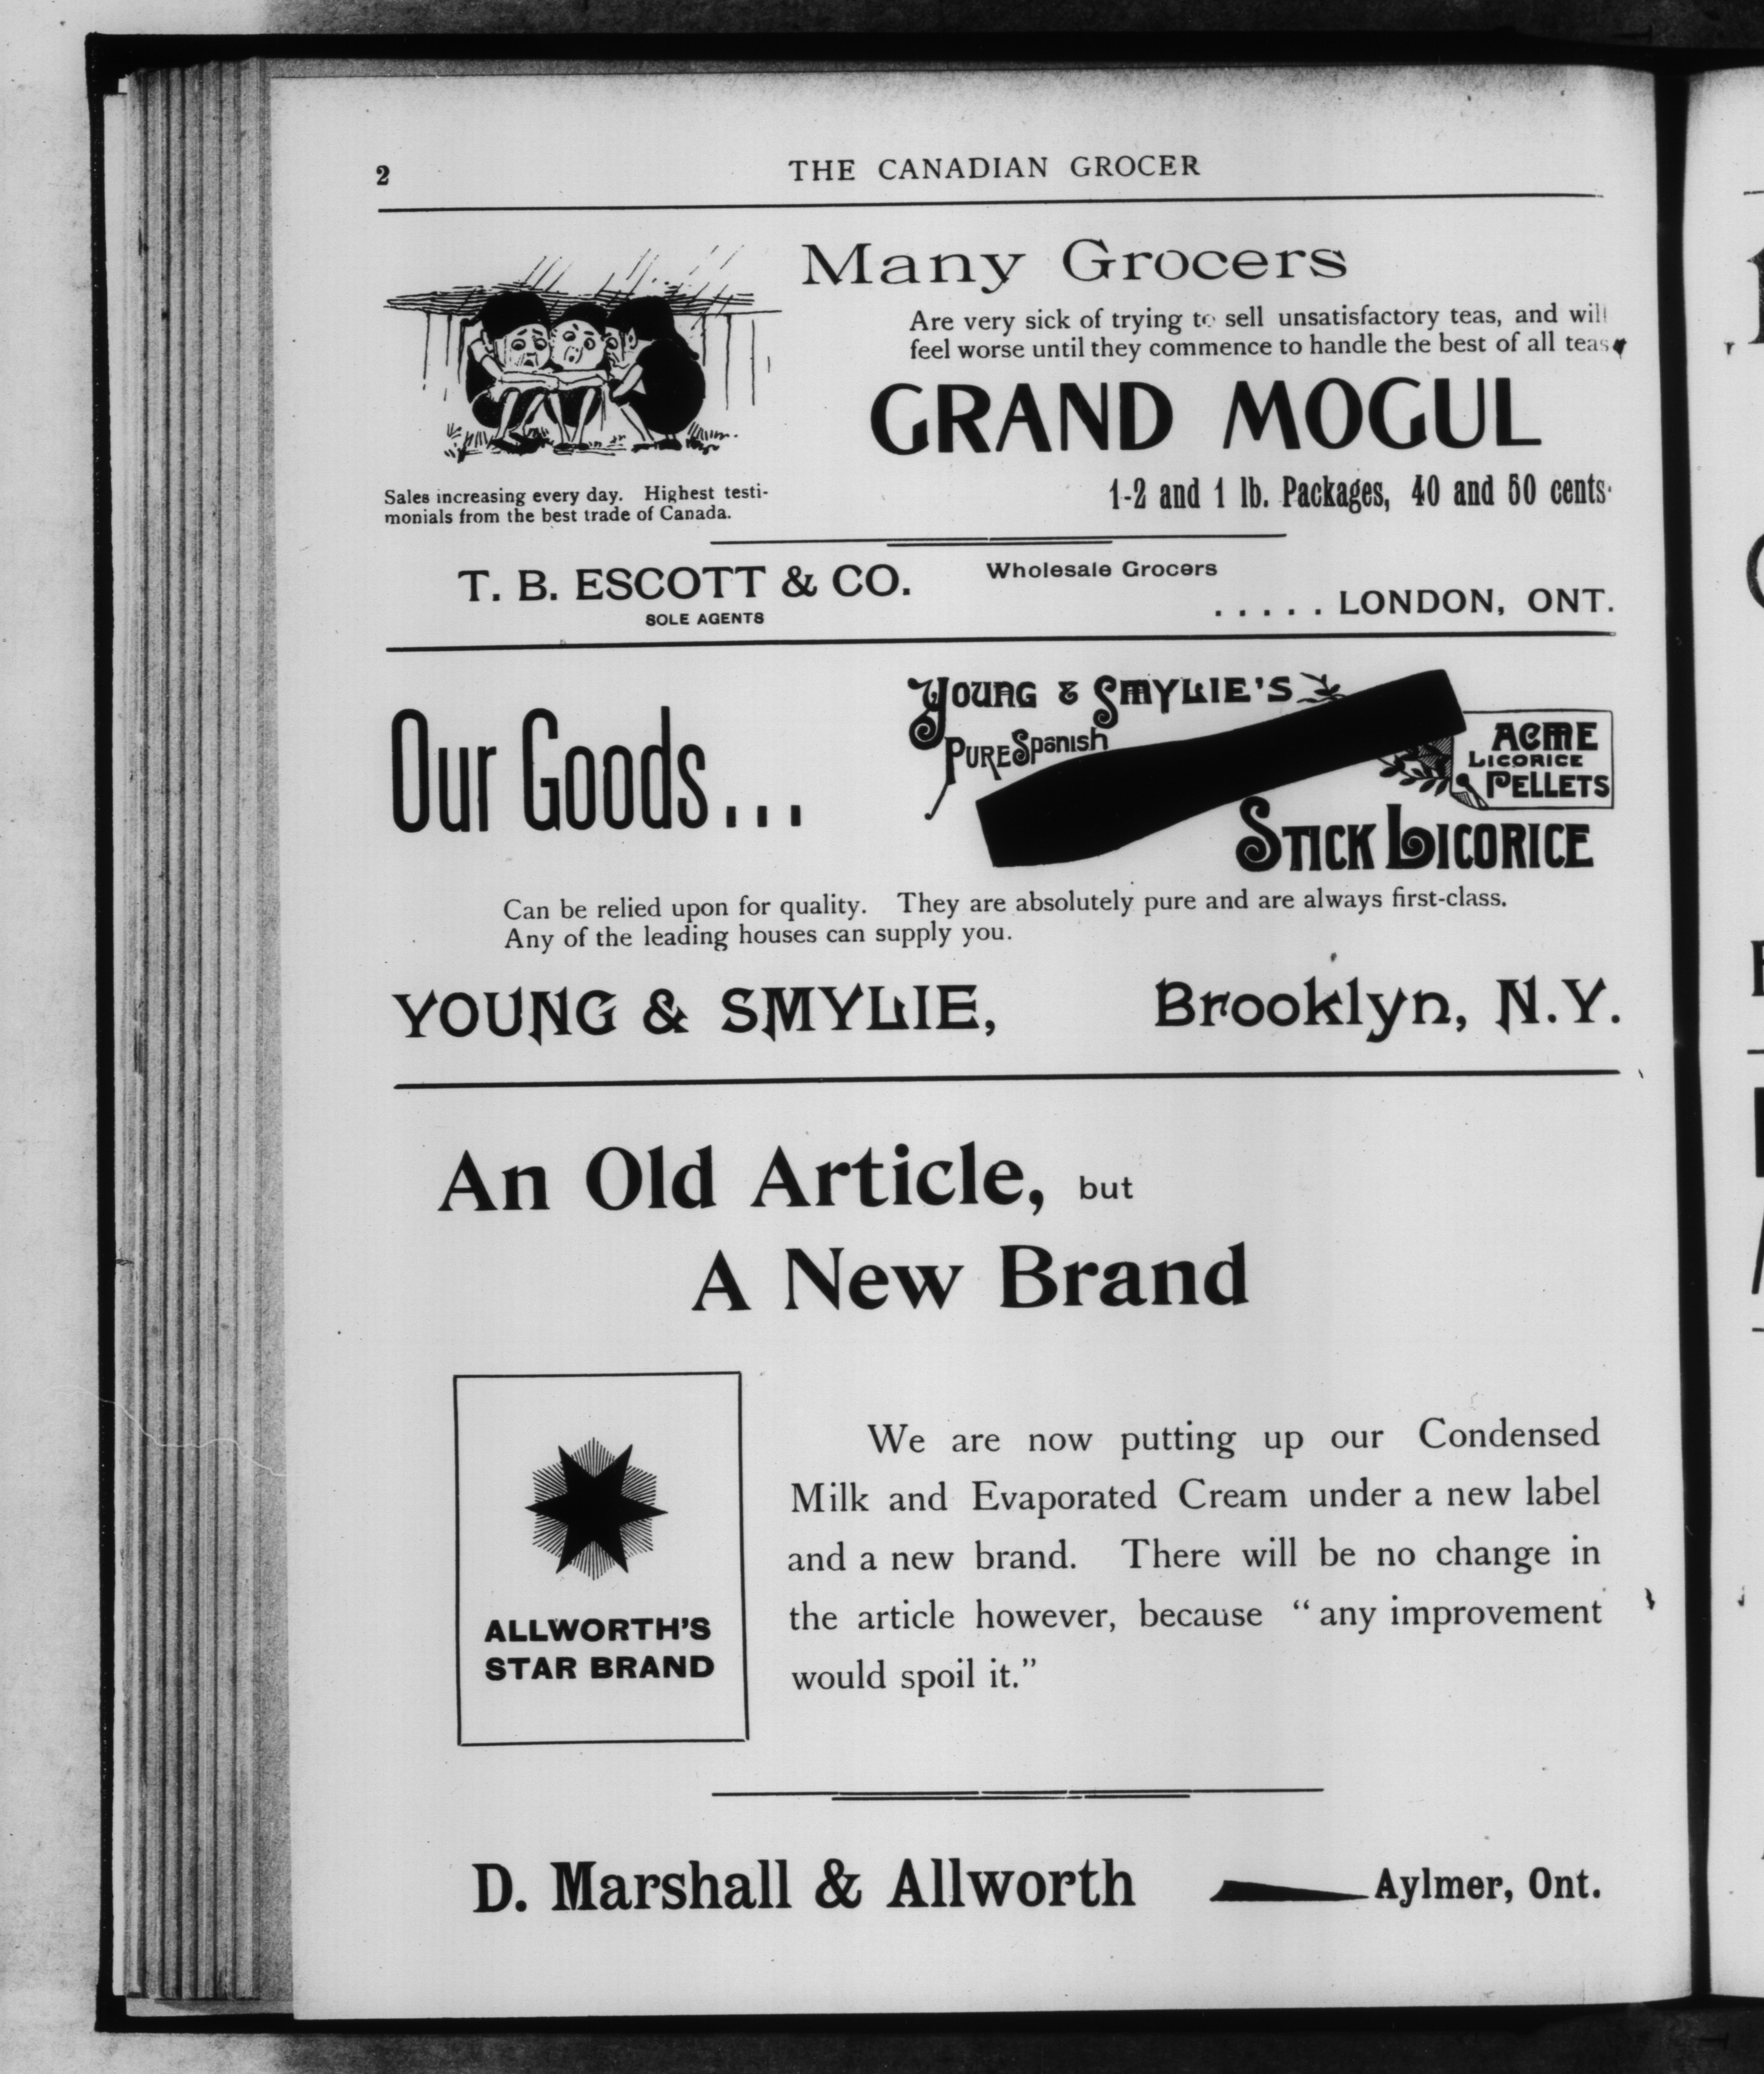 2
THE CANADIAN GROCER
Many Grocers
Are very sick of trying to sell unsatisfactory teas, and will
feel worse until they commence to handle the best of all teas
GRAND MOGUL
1-2 and 1 lb. Packages, 40 and 50 cents.
Sales increasing every day. Highest testi-
monials from the best trade of Canada.
T. B. ESCOTT & CO.
SOLE AGENTS
Wholesale Grocers
. . . . . LONDON, ONT.
Our Goods...
YOUNG & SMYLIE'S
PURE Spanish
ACME
LICORICE
PELLETS
STICK LICORICE
Can be relied upon for quality. They are absolutely pure and are always first-class.
Any of the leading houses can supply you.
YOUNG & SMYLIE, Brooklyn, N.Y.
An Old Article, but
A New Brand
ALLWORTH'S
STAR BRAND
We are now putting up our Condensed
Milk and Evaporated Cream under a new label
and a new brand. There will be no change in
the article however, because "any improvement
would spoil it."
D. Marshall & Allworth Aylmer, Ont.